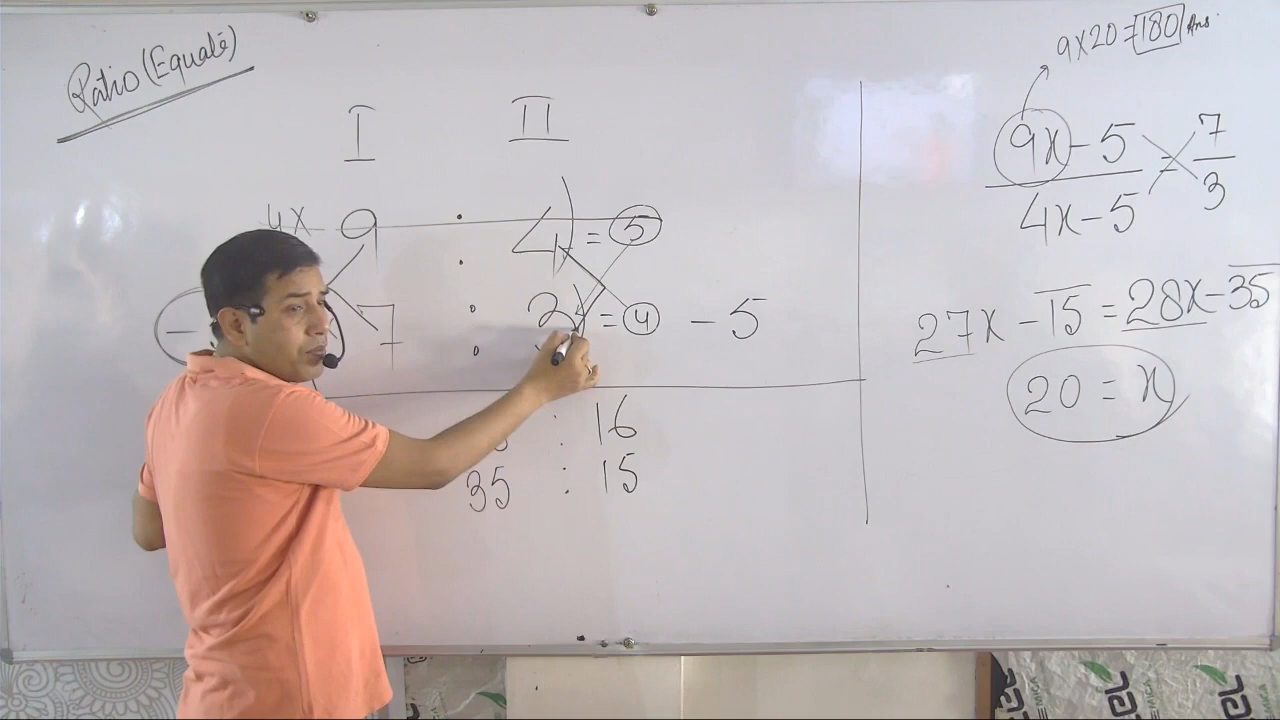 Ratio (Equate)
I II
4x 9 : 4 = 5
- 7 : 3 = 4 - 5
: 16
35 : 15
9x20=180 Ans.
9x-5 = 7
4x-5 3
27x-15=28x-35
20=x